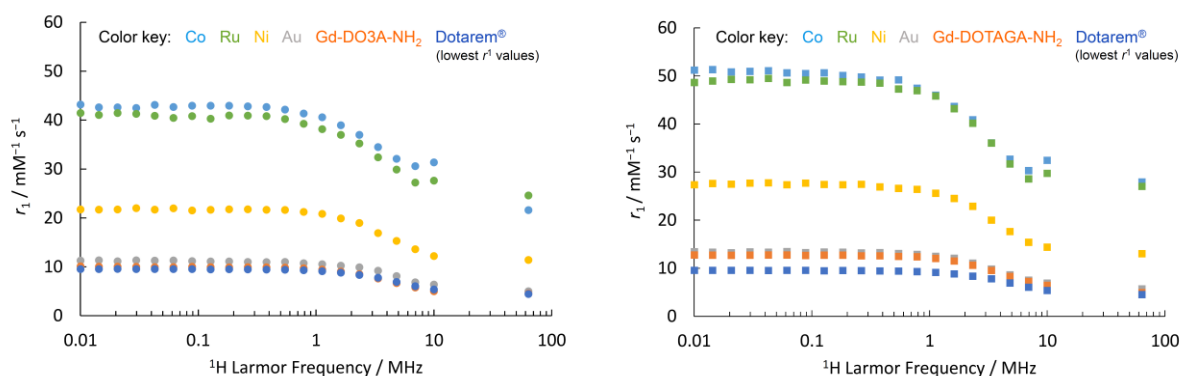 60
50
40
30
20
10
0
r₁ / mM⁻¹ s⁻¹
Color key: Co Ru Ni Au Gd-DO3A-NH₂ Dotarem®
(lowest r¹ values)
0.01 0.1 1 10 100
¹H Larmor Frequency / MHz
60
50
40
30
20
10
0
r₁ / mM⁻¹ s⁻¹
Color key: Co Ru Ni Au Gd-DOTAGA-NH₂ Dotarem®
(lowest r¹ values)
0.01 0.1 1 10 100
¹H Larmor Frequency / MHz